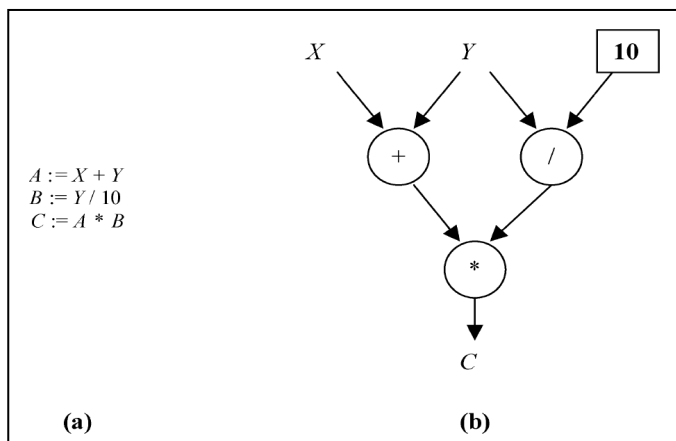 X Y 10
+ /
A := X + Y
B := Y / 10
C := A * B
*
C
(a) (b)